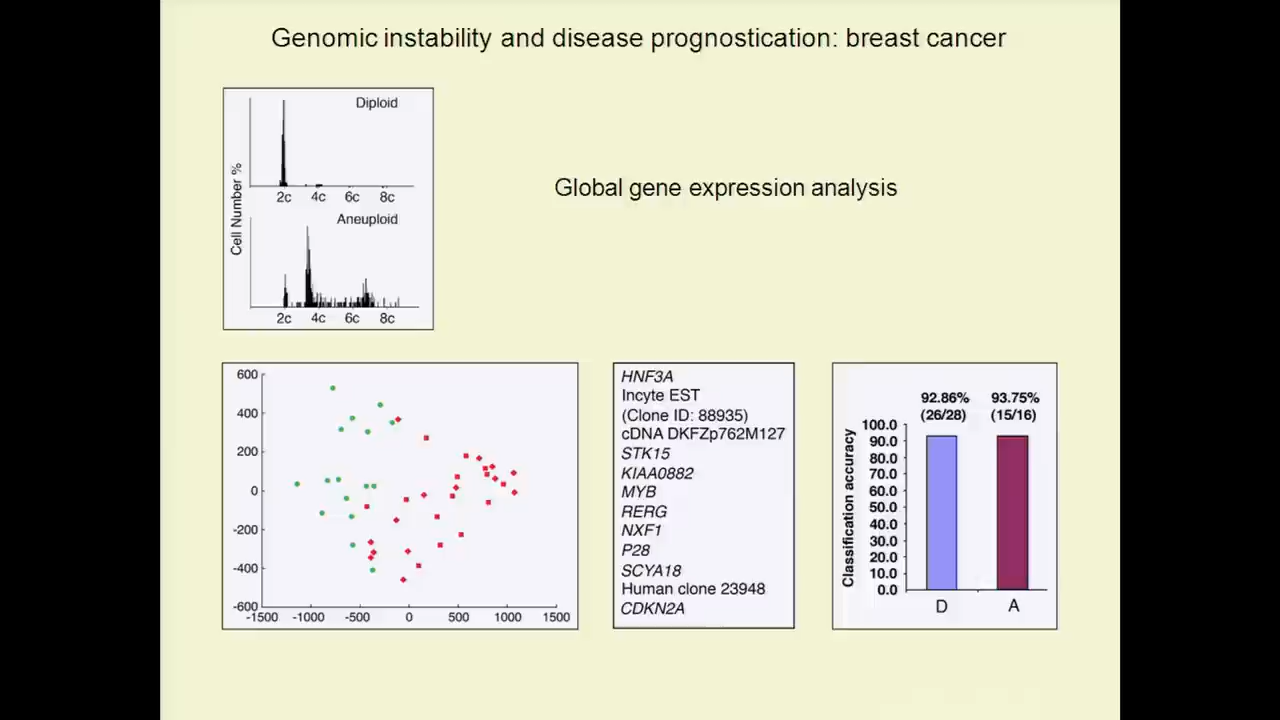 Genomic instability and disease prognostication: breast cancer
Diploid
Cell Number %
2c 4c 6c 8c
Aneuploid
2c 4c 6c 8c
Global gene expression analysis
600
400
200
0
-200
-400
-600
-1500 -1000 -500 0 500 1000 1500
HNF3A
Incyte EST
(Clone ID: 88935)
cDNA DKFZp762M127
STK15
KIAA0882
MYB
RERG
NXF1
P28
SCYA18
Human clone 23948
CDKN2A
92.86% 93.75%
(26/28) (15/16)
Classification accuracy
100.0
90.0
80.0
70.0
60.0
50.0
40.0
30.0
20.0
10.0
0.0
D A